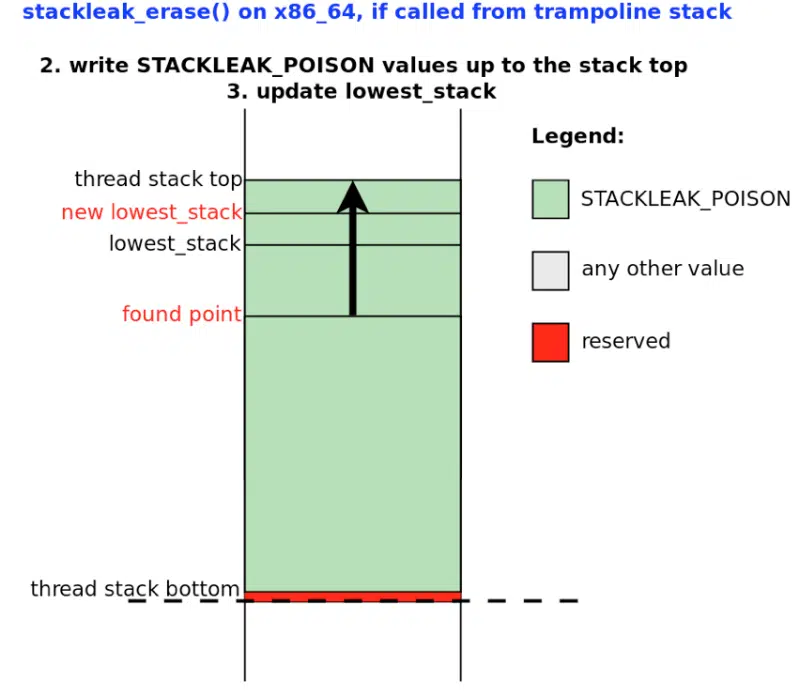 stackleak_erase() on x86_64, if called from trampoline stack
2. write STACKLEAK_POISON values up to the stack top
3. update lowest_stack
Legend:
thread stack top
STACKLEAK_POISON
new lowest_stack
lowest_stack
any other value
found point
reserved
thread stack bottom